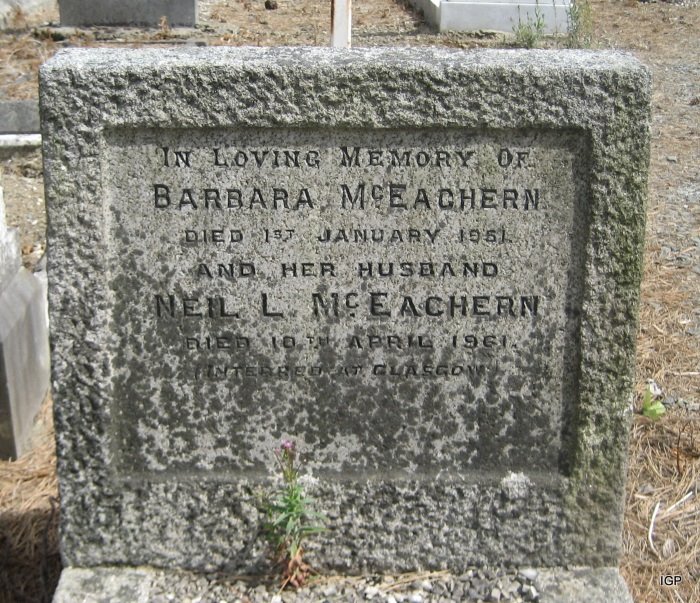 IN LOVING MEMORY OF
BARBARA MCEACHERN
DIED 1ST JANUARY 1951.
AND HER HUSBAND
NEIL L. MCEACHERN
DIED 10TH APRIL 1961.
(INTERRED AT GLASGOW)
IGP